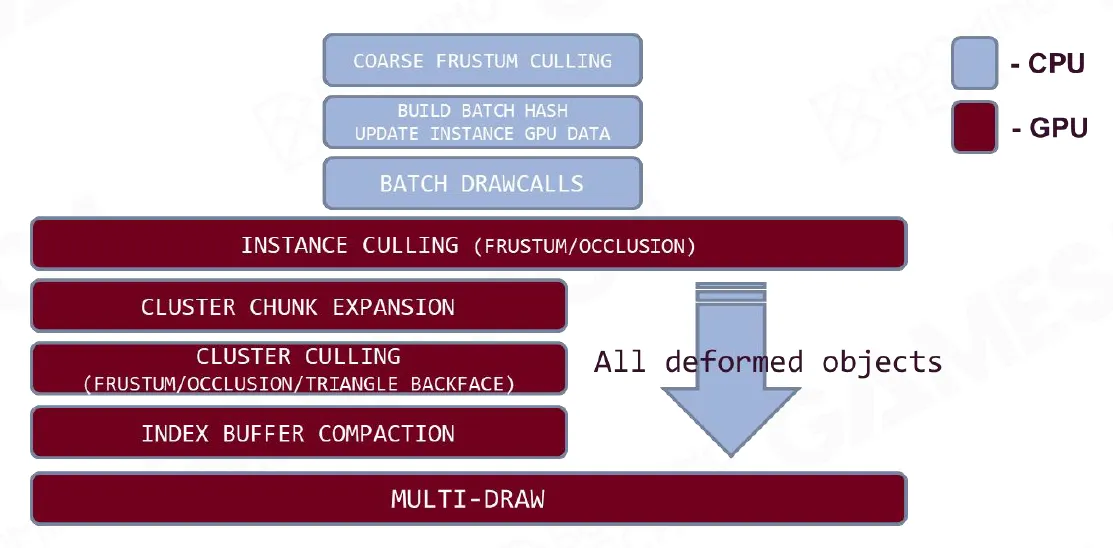 COARSE FRUSTUM CULLING
- CPU
BUILD BATCH HASH
UPDATE INSTANCE GPU DATA
- GPU
BATCH DRAWCALLS
INSTANCE CULLING (FRUSTUM/OCCLUSION)
CLUSTER CHUNK EXPANSION
CLUSTER CULLING
(FRUSTUM/OCCLUSION/TRIANGLE BACKFACE)
All deformed objects
INDEX BUFFER COMPACTION
MULTI-DRAW